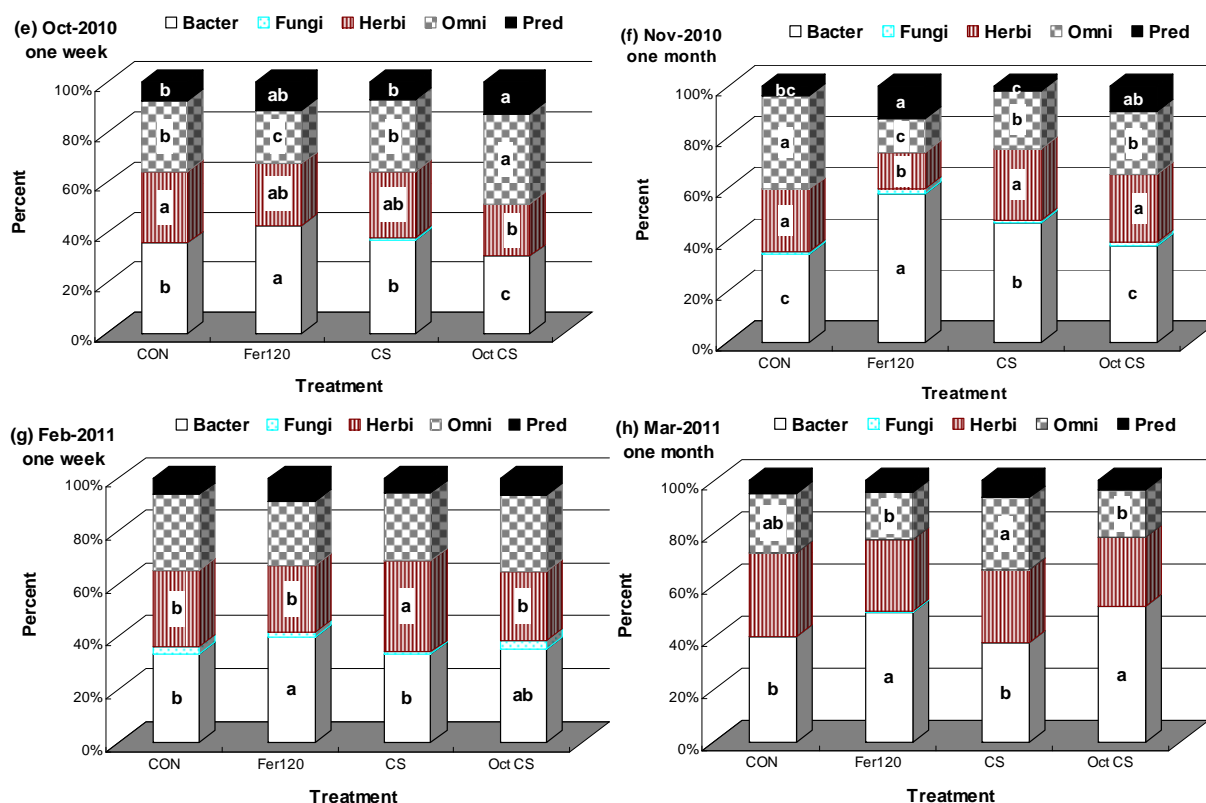 (e) Oct-2010
one week
Bacter Fungi Herbi Omni Pred
100%
80%
60%
40%
20%
0%
Percent
b ab b a
b c b a
a ab ab b
b a b c
CON Fer120 CS Oct CS
Treatment
(f) Nov-2010
one month
Bacter Fungi Herbi Omni Pred
100%
80%
60%
40%
20%
0%
Percent
bc a c ab
a c b b
a b a a
c a b c
CON Fer120 CS Oct CS
Treatment
(g) Feb-2011
one week
Bacter Fungi Herbi Omni Pred
100%
80%
60%
40%
20%
0%
Percent
b b a b
b a b ab
CON Fer120 CS Oct CS
Treatment
(h) Mar-2011
one month
Bacter Fungi Herbi Omni Pred
100%
80%
60%
40%
20%
0%
Percent
ab b a b
b a b a
CON Fer120 CS Oct CS
Treatment